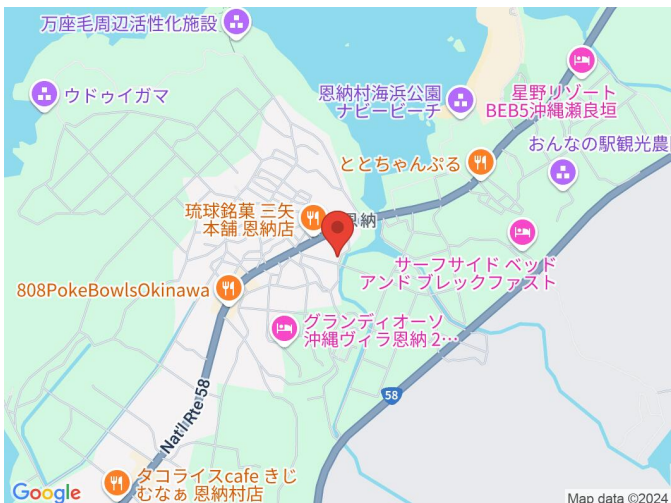 万座毛周辺活性化施設
ウドゥイガマ
恩納村海浜公園
ナビービーチ
星野リゾート
BEB5沖縄瀬良垣
ととちゃんぷる
おんなの駅観光農
琉球銘菓 三矢
本舗 恩納店
恩納
サーフサイド ベッド
アンド ブレックファスト
808PokeBowlsOkinawa
グランディオーソ
沖縄ヴィラ恩納 2…
58
Nat'l Rte 58
タコライスcafe きじ
むなぁ 恩納村店
Google
Map data ©2024